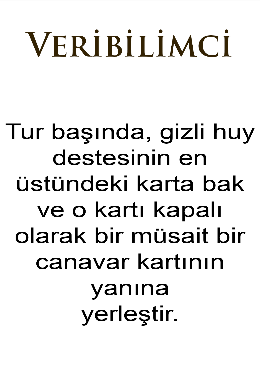 VERİBİLİMCİ
Tur başında, gizli huy
destesinin en
üstündeki karta bak
ve o kartı kapalı
olarak bir müsait bir
canavar kartının
yanına
yerleştir.